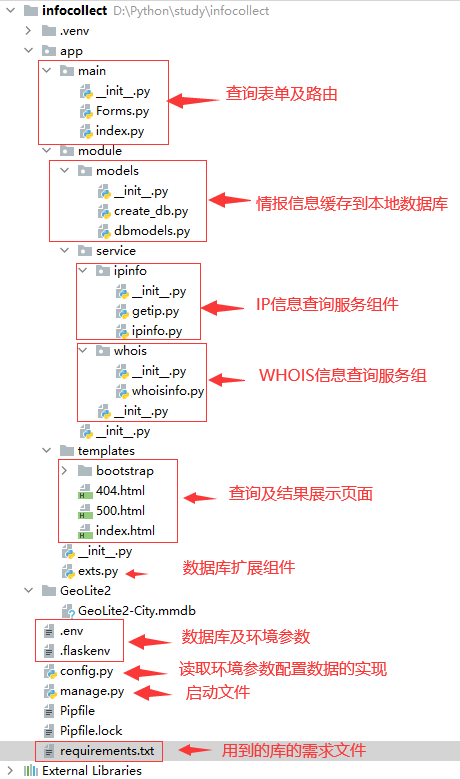 infocollect D:\Python\study\infocollect
.venv
app
main
__init__.py
Forms.py
index.py
查询表单及路由
module
models
__init__.py
create_db.py
dbmodels.py
情报信息缓存到本地数据库
service
ipinfo
__init__.py
getip.py
ipinfo.py
IP信息查询服务组件
whois
__init__.py
whoisinfo.py
__init__.py
WHOIS信息查询服务组
__init__.py
templates
bootstrap
404.html
500.html
index.html
查询及结果展示页面
__init__.py
exts.py 数据库扩展组件
GeoLite2
GeoLite2-City.mmdb
.env
.flaskenv
数据库及环境参数
config.py 读取环境参数配置数据的实现
manage.py 启动文件
Pipfile
Pipfile.lock
requirements.txt 用到的库的需求文件
External Libraries